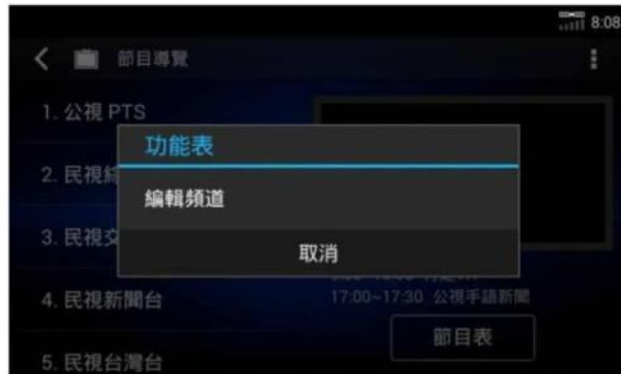 8:08
節目導覽
1. 公視 PTS
功能表
2. 民視綜
編輯頻道
3. 民視交
取消
4. 民視新聞台
17:00~17:30 公視手語新聞
節目表
5. 民視台灣台